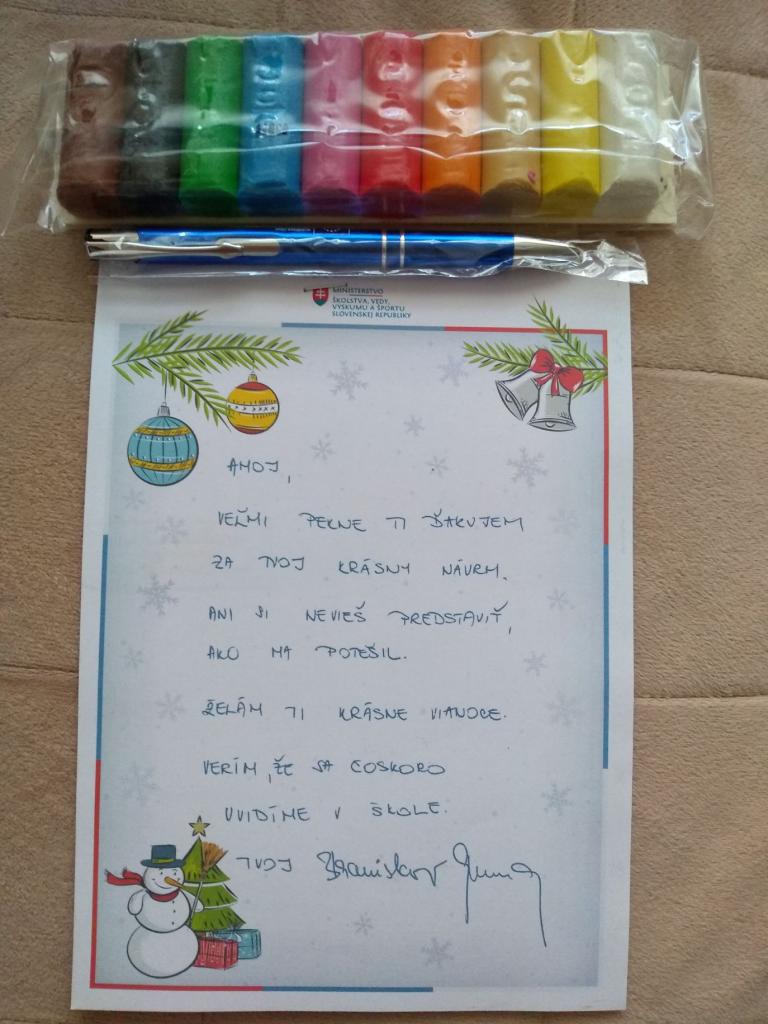 MINISTERSTVO
ŠKOLSTVA, VEDY,
VÝSKUMU A ŠPORTU
SLOVENSKEJ REPUBLIKY
AHOJ,
VEĽMI PEKNE TI ĎAKUJEM
ZA TVOJ KRÁSNY NÁVRH.
ANI SI NEVIEŠ PREDSTAVIŤ,
AKO MA POTEŠIL.
ŽELÁM TI KRÁSNE VIANOCE.
VERÍM, ŽE SA ČOSKORO
UVIDÍME V ŠKOLE.
TVOJ Branislav